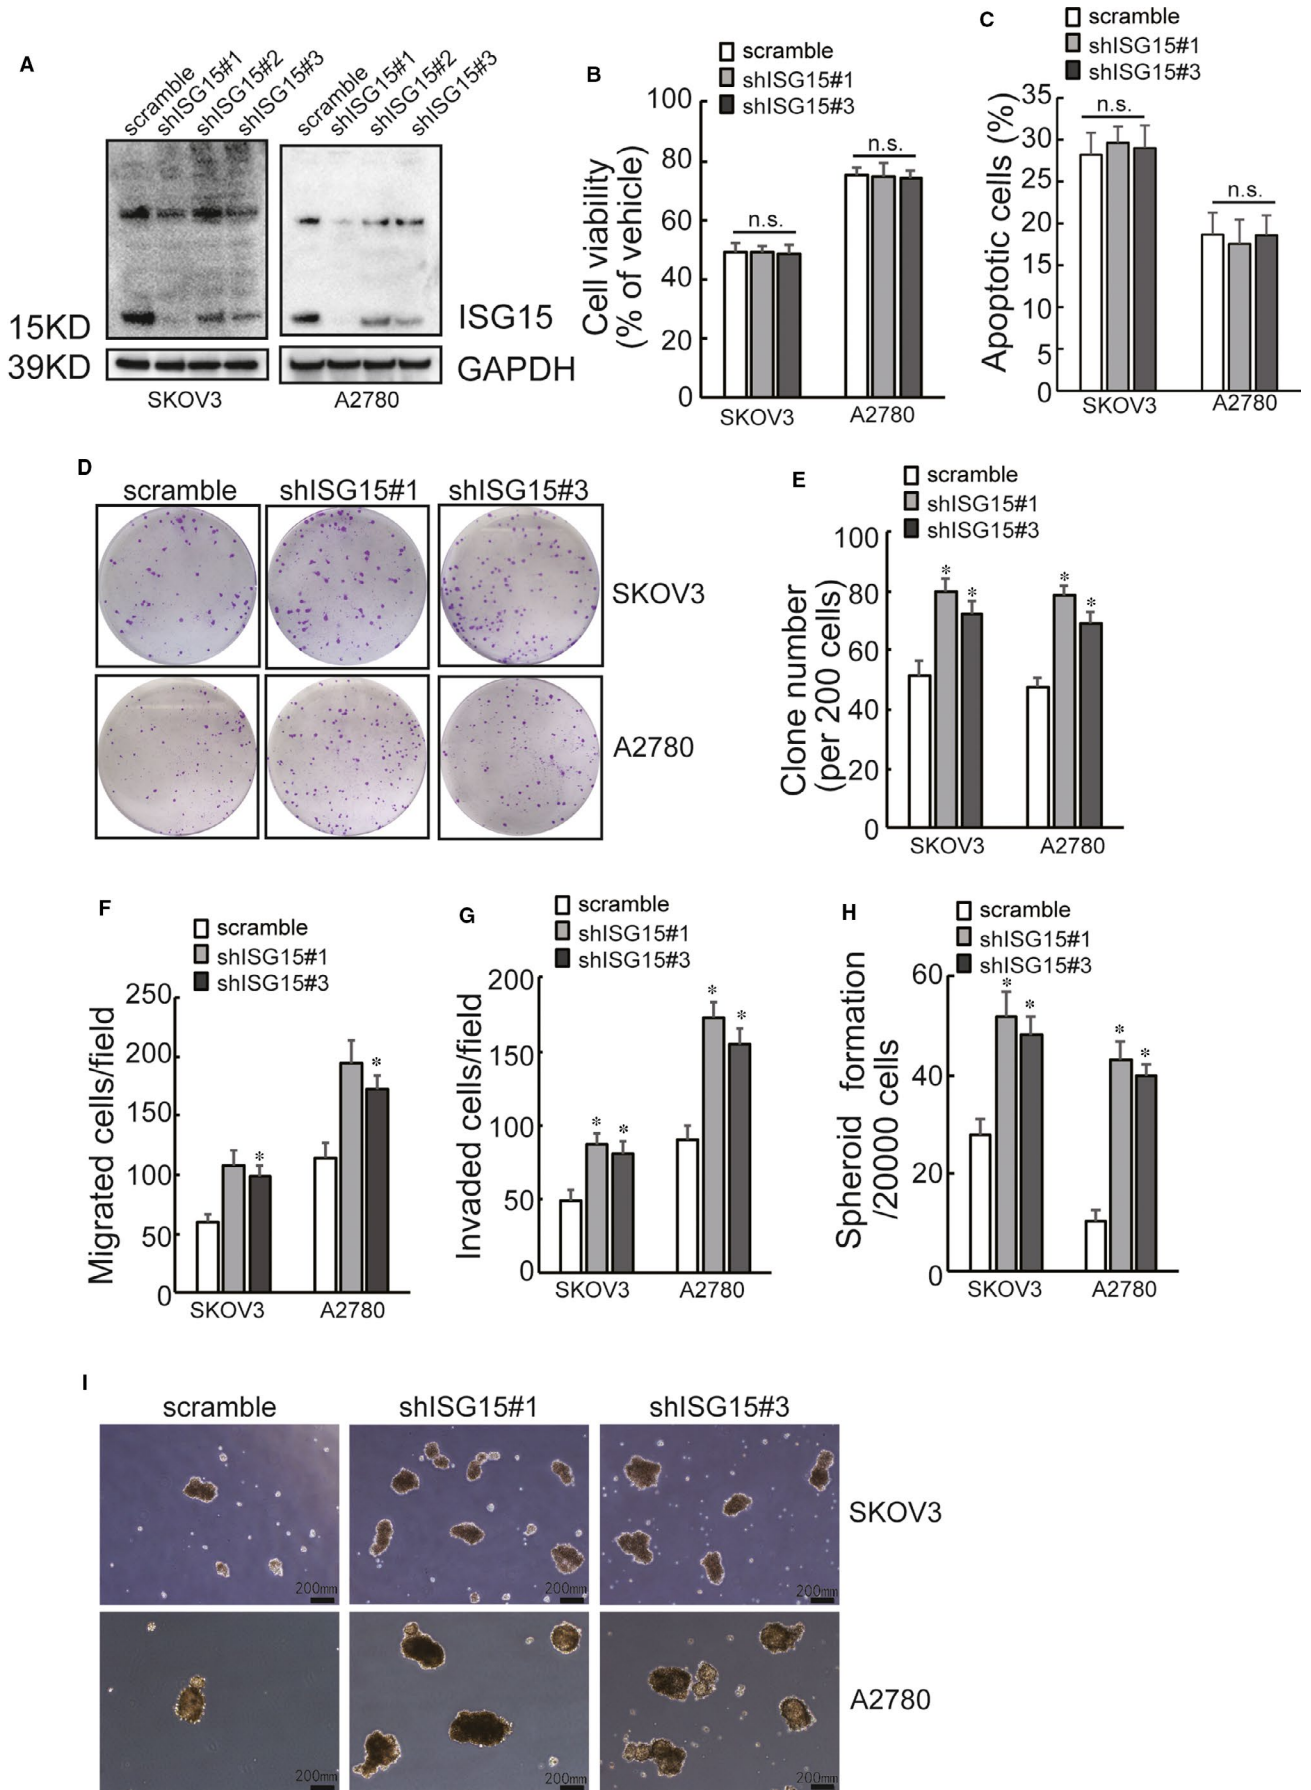 A
scramble
shISG15#1
shISG15#2
shISG15#3
scramble
shISG15#1
shISG15#2
shISG15#3
15KD
ISG15
39KD
GAPDH
SKOV3
A2780
B
scramble
shISG15#1
shISG15#3
Cell viability
(% of vehicle)
100
80
60
40
20
0
n.s.
n.s.
SKOV3
A2780
C
scramble
shISG15#1
shISG15#3
Apoptotic cells (%)
35
30
25
20
15
10
5
0
n.s.
n.s.
SKOV3
A2780
D
scramble
shISG15#1
shISG15#3
SKOV3
A2780
E
scramble
shISG15#1
shISG15#3
Clone number
(per 200 cells)
100
80
60
40
20
0
* *
* *
SKOV3
A2780
F
scramble
shISG15#1
shISG15#3
Migrated cells/field
250
200
150
100
50
0
*
*
SKOV3
A2780
G
scramble
shISG15#1
shISG15#3
Invaded cells/field
200
150
100
50
0
* *
* *
SKOV3
A2780
H
scramble
shISG15#1
shISG15#3
Spheroid formation
/20000 cells
60
40
20
0
* *
* *
SKOV3
A2780
I
scramble
shISG15#1
shISG15#3
200mm
200mm
200mm
SKOV3
200mm
200mm
200mm
A2780